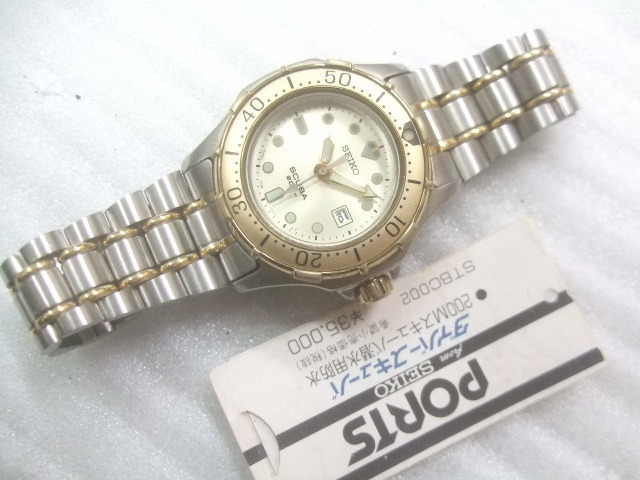 SEIKO
SCUBA
200m
50
40
30
20
10
PORTS
from SEIKO
ダイバースキューバ
200Mスキューバ潜水用防水
希望小売価格(税抜)
¥35,000
STBC002